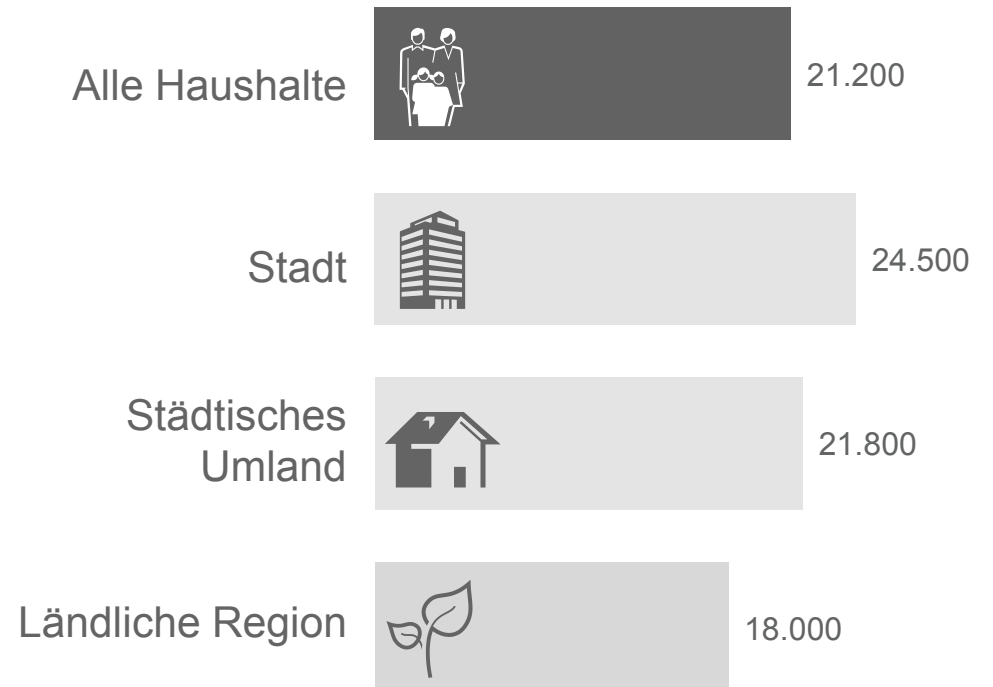 Alle Haushalte 21.200
Stadt 24.500
Städtisches
Umland 21.800
Ländliche Region 18.000